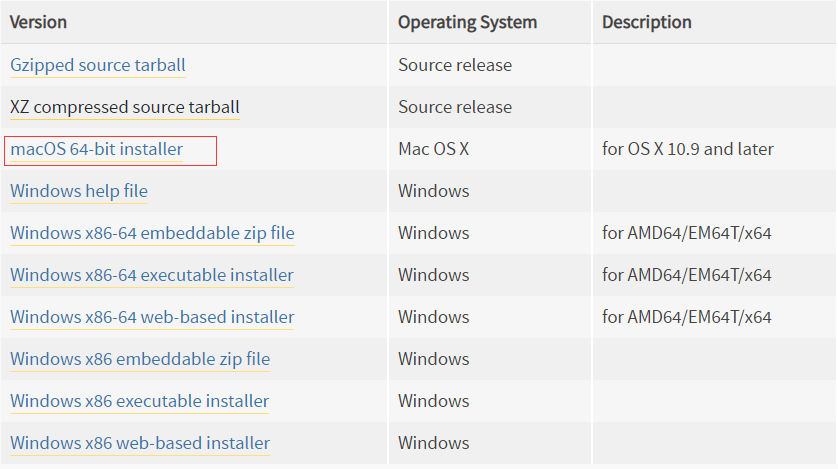 Version Operating System Description
Gzipped source tarball Source release
XZ compressed source tarball Source release
macOS 64-bit installer Mac OS X for OS X 10.9 and later
Windows help file Windows
Windows x86-64 embeddable zip file Windows for AMD64/EM64T/x64
Windows x86-64 executable installer Windows for AMD64/EM64T/x64
Windows x86-64 web-based installer Windows for AMD64/EM64T/x64
Windows x86 embeddable zip file Windows
Windows x86 executable installer Windows
Windows x86 web-based installer Windows